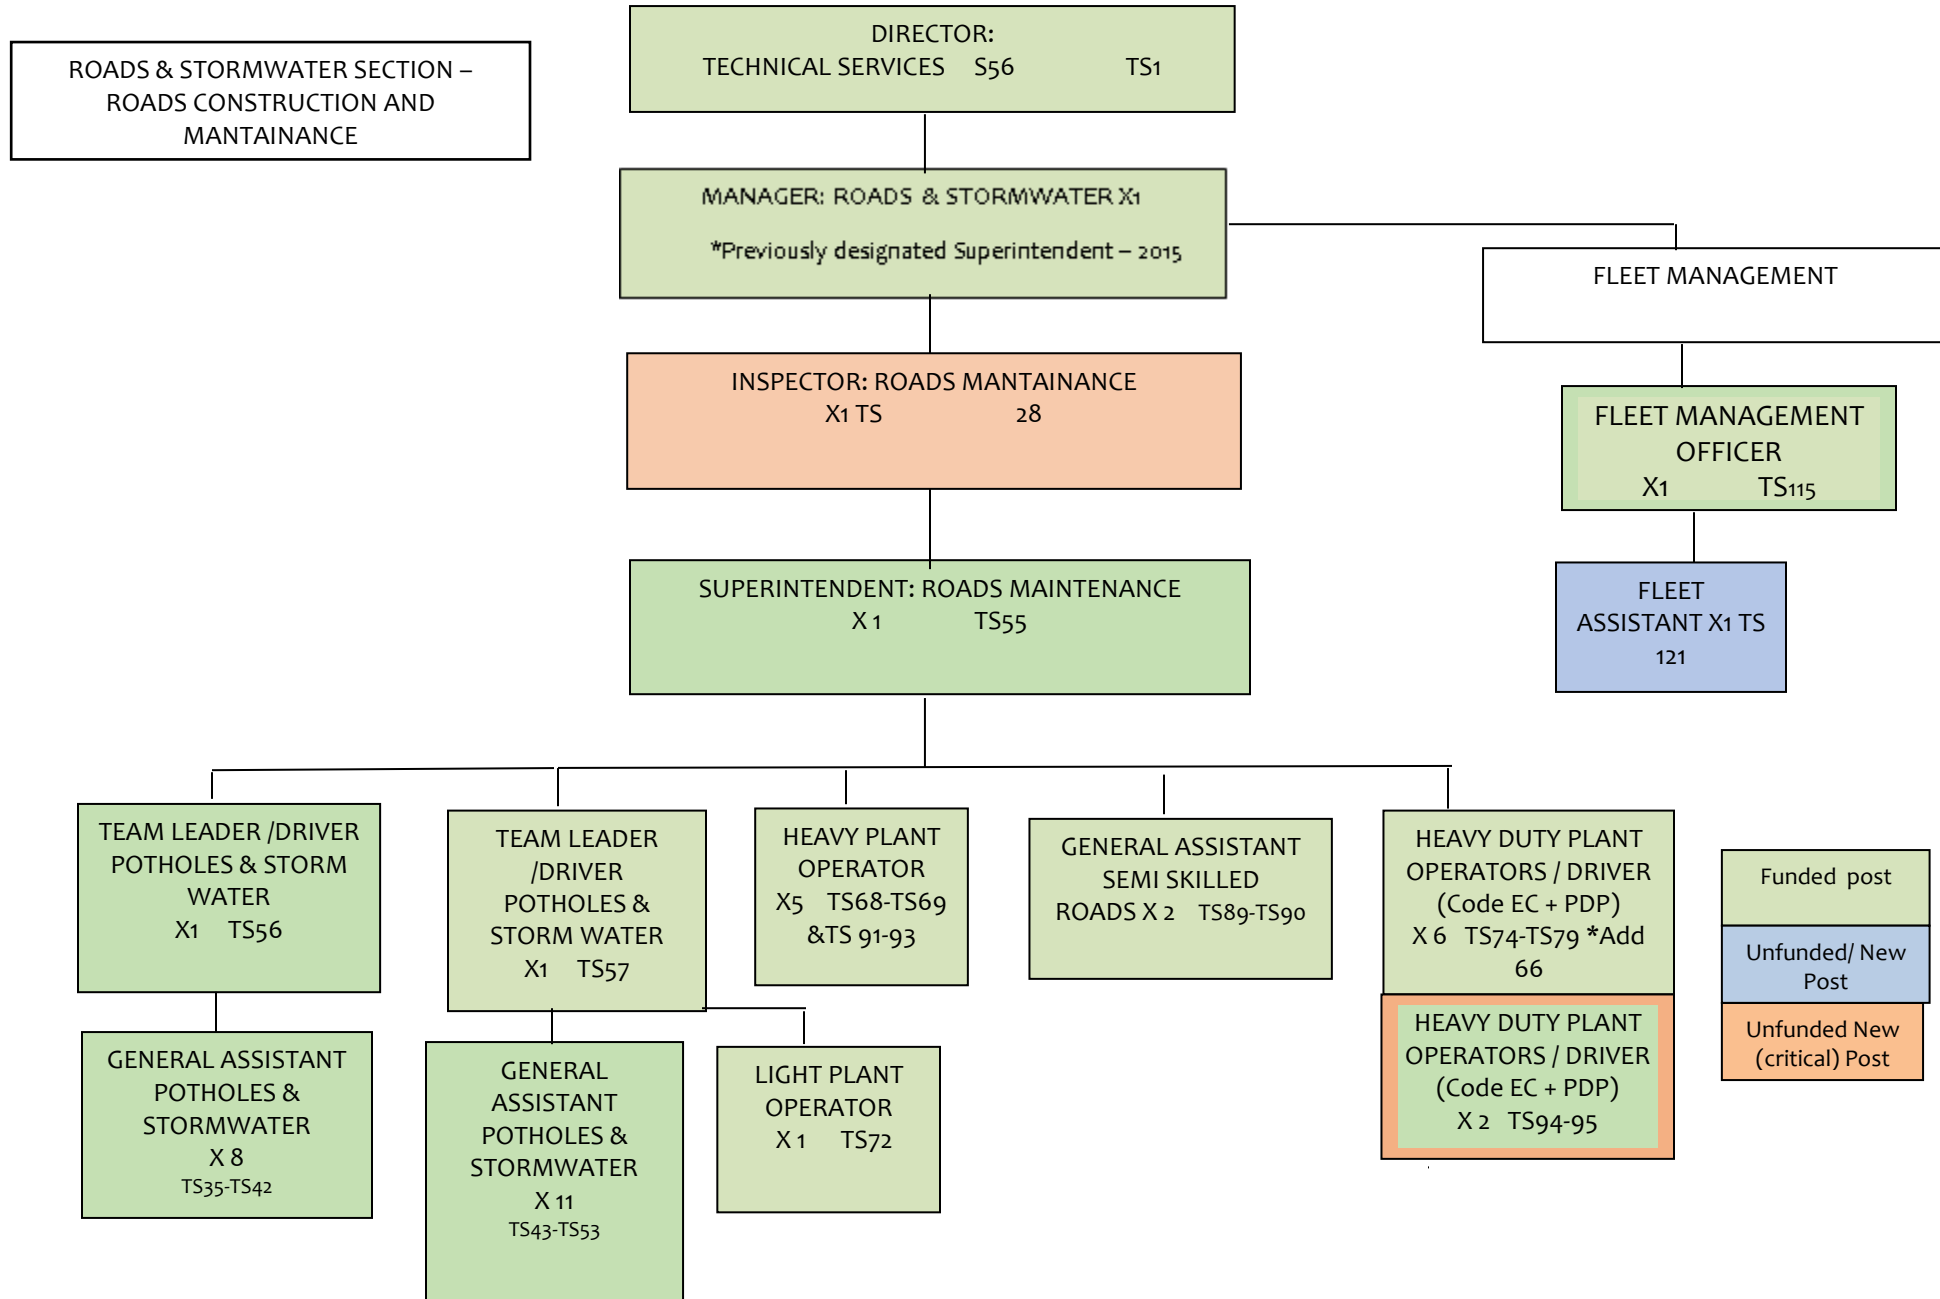 ROADS & STORMWATER SECTION –
ROADS CONSTRUCTION AND
MANTAINANCE
DIRECTOR:
TECHNICAL SERVICES S56 TS1
MANAGER: ROADS & STORMWATER X1
*Previously designated Superintendent – 2015
FLEET MANAGEMENT
INSPECTOR: ROADS MANTAINANCE
X1 TS 28
FLEET MANAGEMENT
OFFICER
X1 TS115
SUPERINTENDENT: ROADS MAINTENANCE
X 1 TS55
FLEET
ASSISTANT X1 TS
121
TEAM LEADER /DRIVER
POTHOLES & STORM
WATER
X1 TS56
TEAM LEADER
/DRIVER
POTHOLES &
STORM WATER
X1 TS57
HEAVY PLANT
OPERATOR
X5 TS68-TS69
&TS 91-93
GENERAL ASSISTANT
SEMI SKILLED
ROADS X 2 TS89-TS90
HEAVY DUTY PLANT
OPERATORS / DRIVER
(Code EC + PDP)
X 6 TS74-TS79 *Add
66
Funded post
Unfunded/ New
Post
Unfunded New
(critical) Post
GENERAL ASSISTANT
POTHOLES &
STORMWATER
X 8
TS35-TS42
GENERAL
ASSISTANT
POTHOLES &
STORMWATER
X 11
TS43-TS53
LIGHT PLANT
OPERATOR
X 1 TS72
HEAVY DUTY PLANT
OPERATORS / DRIVER
(Code EC + PDP)
X 2 TS94-95